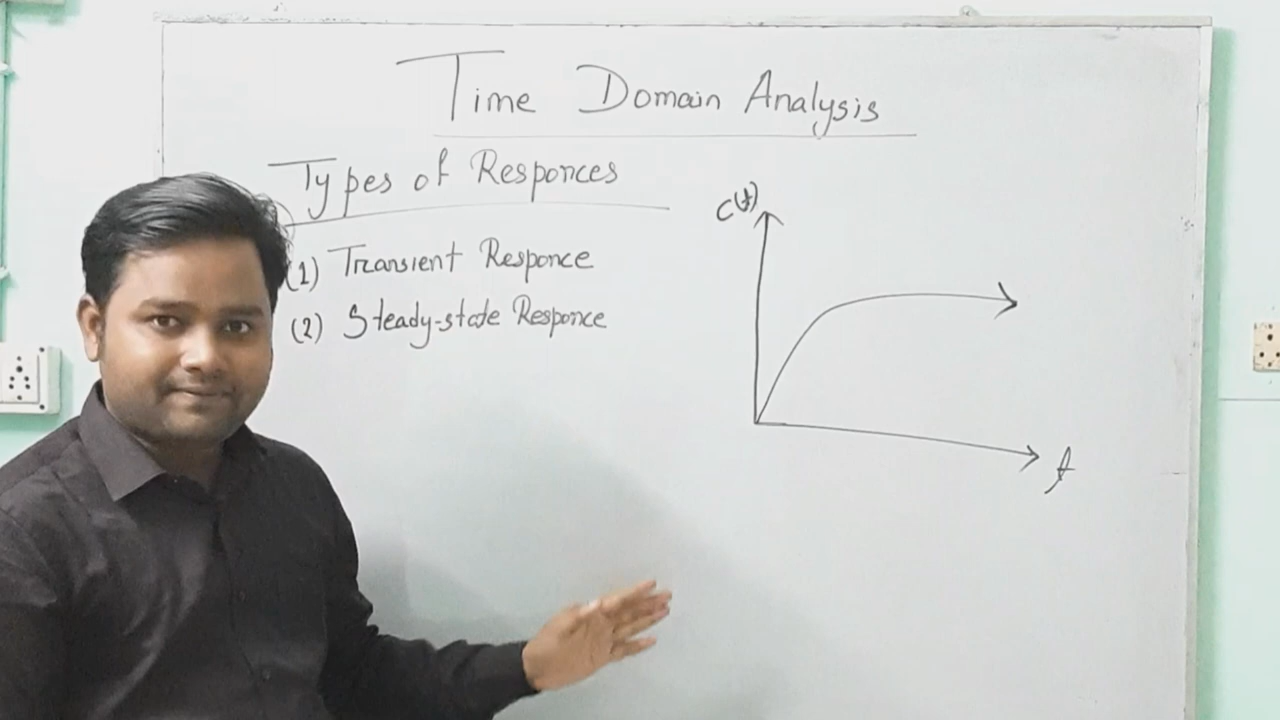 Time Domain Analysis
Types of Responces
(1) Transient Responce
(2) Steady-state Responce
C(t)
t